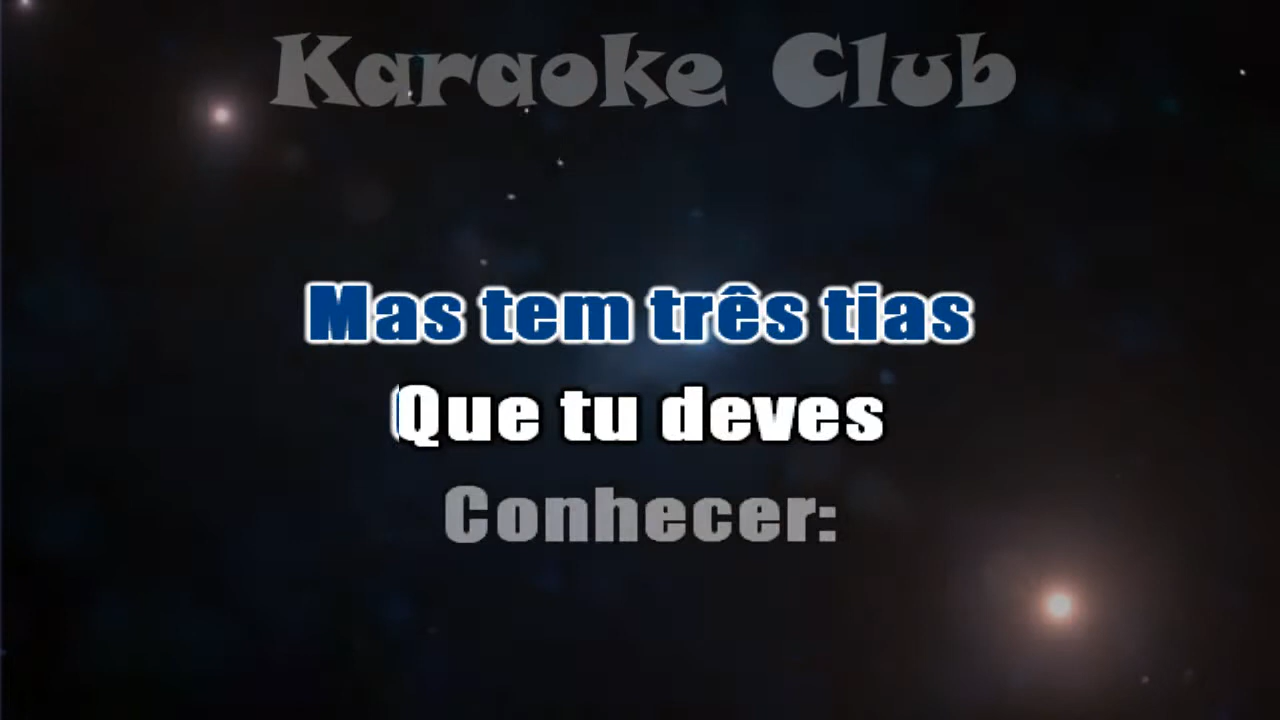 Karaoke Club
Mas tem três tias
Que tu deves
Conhecer: